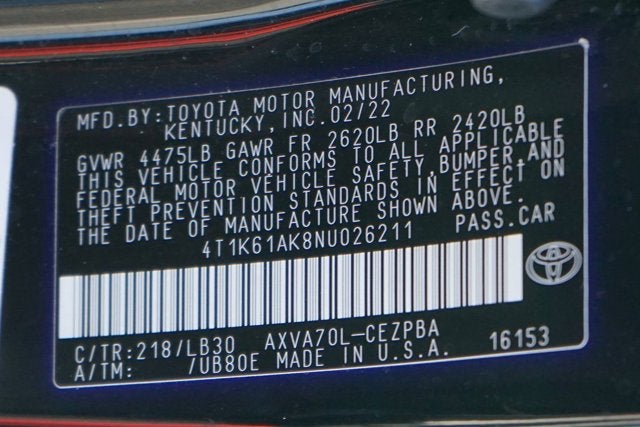 MFD.BY:TOYOTA MOTOR MANUFACTURING,
KENTUCKY,INC.02/22
GVWR 4475LB GAWR FR 2620LB RR 2420LB
THIS VEHICLE CONFORMS TO ALL APPLICABLE
FEDERAL MOTOR VEHICLE SAFETY,BUMPER,AND
THEFT PREVENTION STANDARDS IN EFFECT ON
THE DATE OF MANUFACTURE SHOWN ABOVE.
4T1K61AK8NU026211 PASS.CAR
C/TR:218/LB30 AXVA70L-CEZPBA
A/TM: /UB80E MADE IN U.S.A. 16153